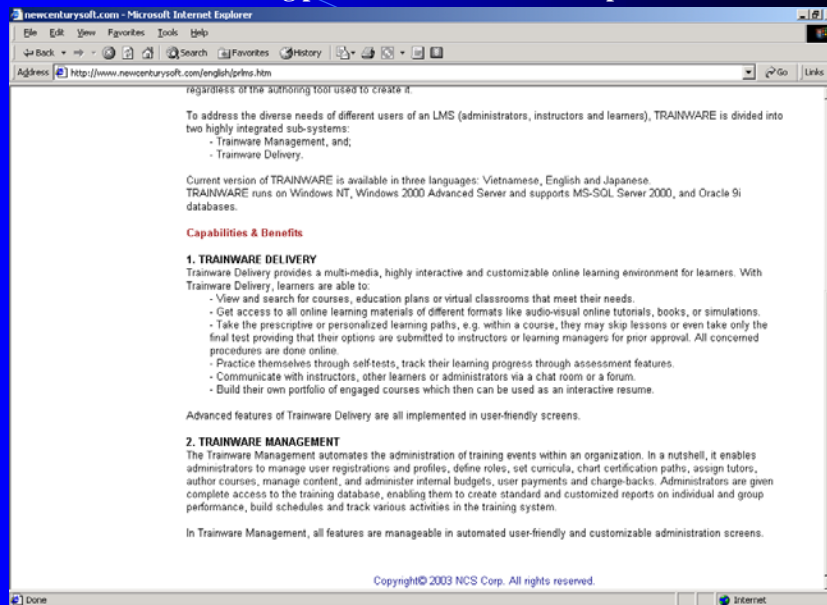 newcenturysoft.com - Microsoft Internet Explorer
File Edit View Favorites Tools Help
Back Search Favorites History
Address http://www.newcenturysoft.com/english/prlms.htm Go Links
regardless of the authoring tool used to create it.
To address the diverse needs of different users of an LMS (administrators, instructors and learners), TRAINWARE is divided into
two highly integrated sub-systems:
- Trainware Management, and;
- Trainware Delivery.
Current version of TRAINWARE is available in three languages: Vietnamese, English and Japanese.
TRAINWARE runs on Windows NT, Windows 2000 Advanced Server and supports MS-SQL Server 2000, and Oracle 9i
databases.
Capabilities & Benefits
1. TRAINWARE DELIVERY
Trainware Delivery provides a multi-media, highly interactive and customizable online learning environment for learners. With
Trainware Delivery, learners are able to:
- View and search for courses, education plans or virtual classrooms that meet their needs.
- Get access to all online learning materials of different formats like audio-visual online tutorials, books, or simulations.
- Take the prescriptive or personalized learning paths, e.g. within a course, they may skip lessons or even take only the
final test providing that their options are submitted to instructors or learning managers for prior approval. All concerned
procedures are done online.
- Practice themselves through self-tests, track their learning progress through assessment features.
- Communicate with instructors, other learners or administrators via a chat room or a forum.
- Build their own portfolio of engaged courses which then can be used as an interactive resume.
Advanced features of Trainware Delivery are all implemented in user-friendly screens.
2. TRAINWARE MANAGEMENT
The Trainware Management automates the administration of training events within an organization. In a nutshell, it enables
administrators to manage user registrations and profiles, define roles, set curricula, chart certification paths, assign tutors,
author courses, manage content, and administer internal budgets, user payments and charge-backs. Administrators are given
complete access to the training database, enabling them to create standard and customized reports on individual and group
performance, build schedules and track various activities in the training system.
In Trainware Management, all features are manageable in automated user-friendly and customizable administration screens.
Copyright© 2003 NCS Corp. All rights reserved.
Done Internet